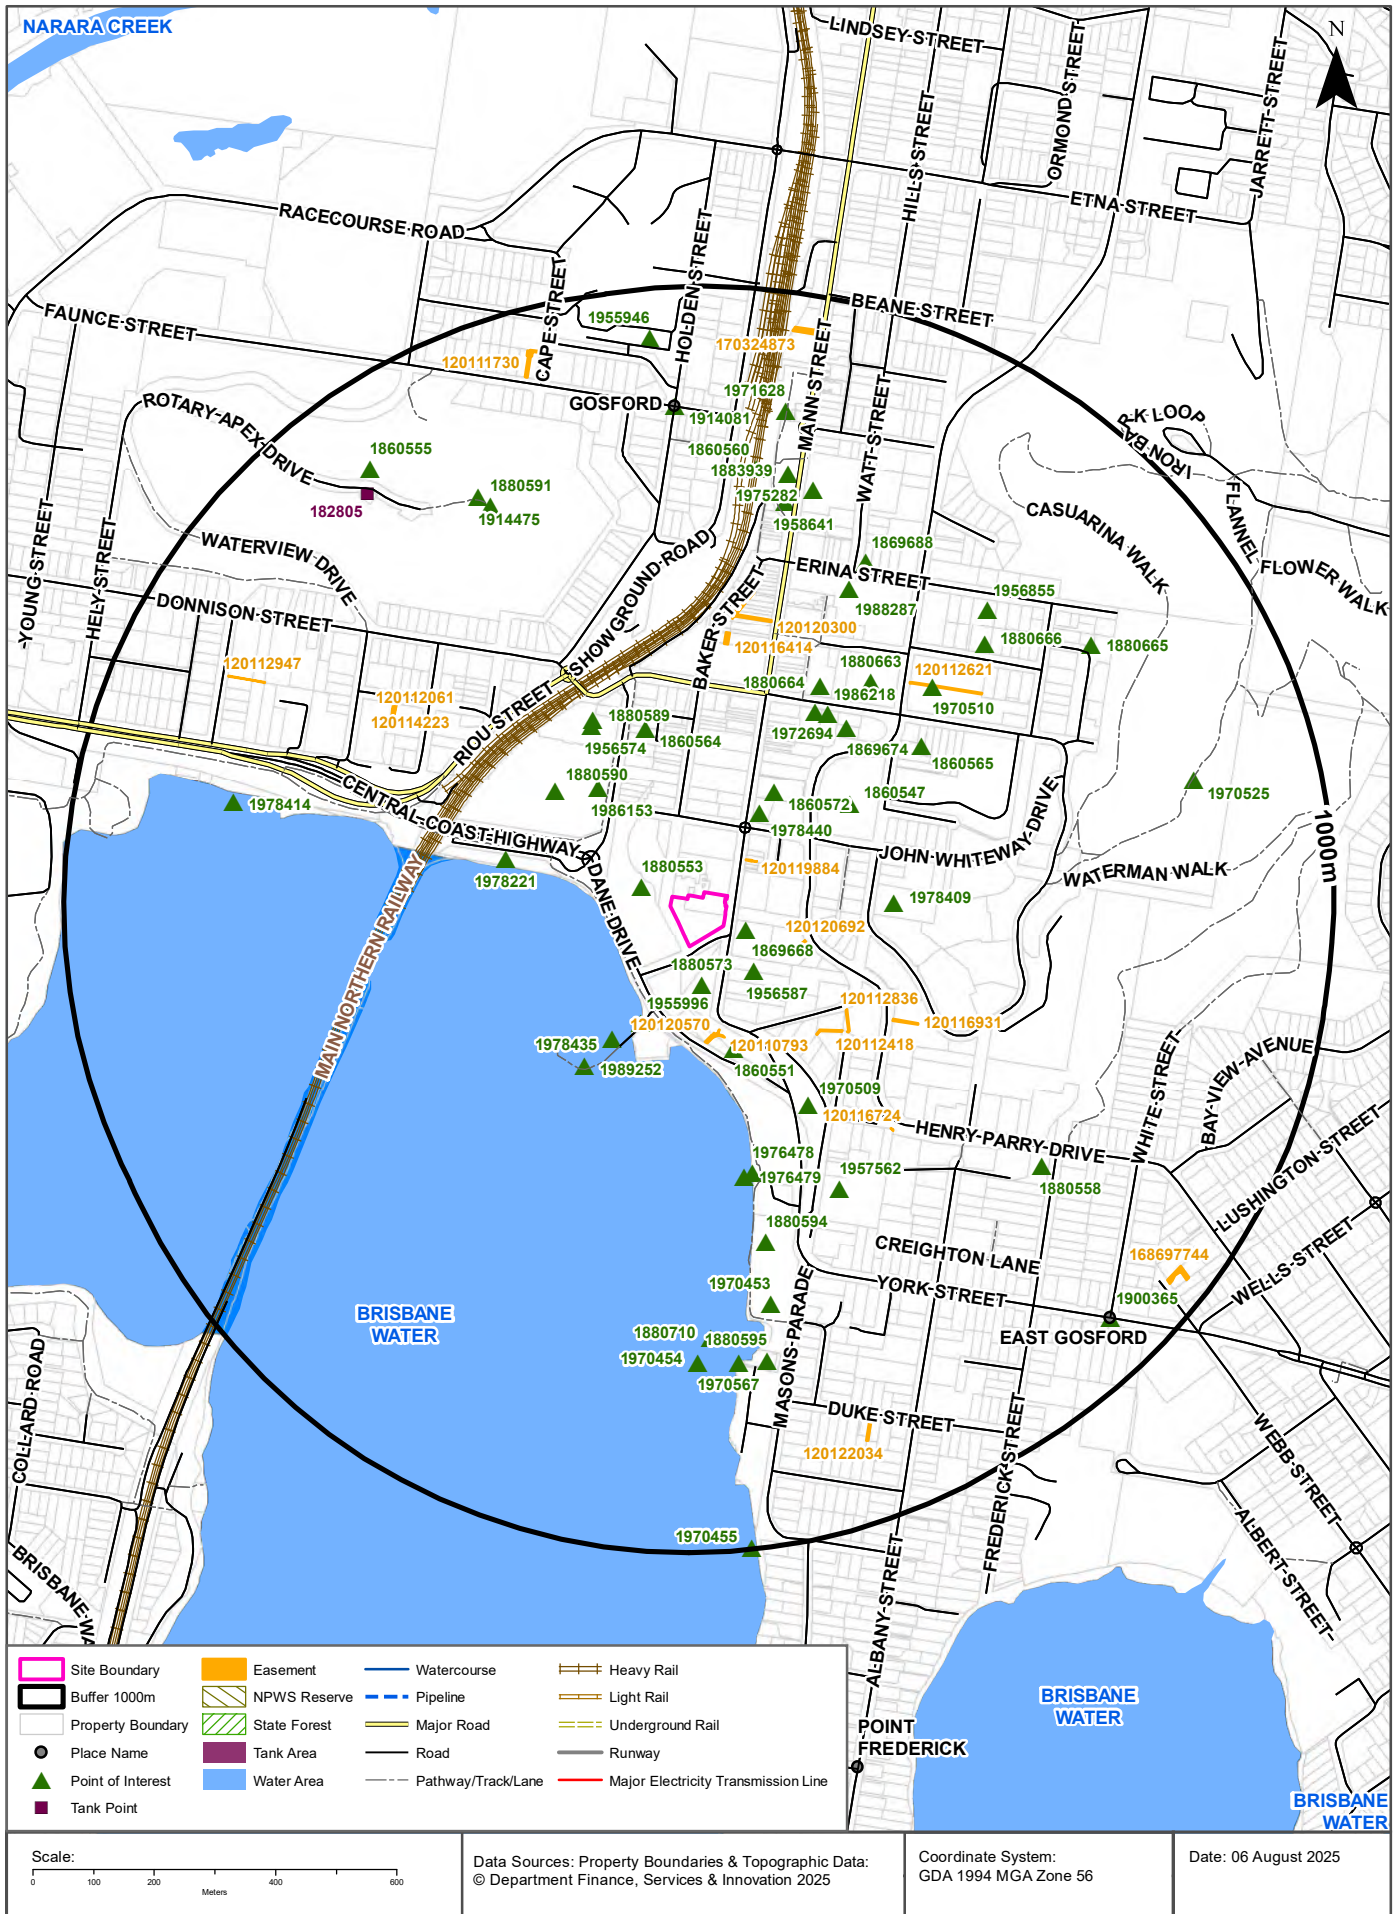 NARARA CREEK
LINDSEY STREET
N
ORMOND STREET
JARRETT STREET
HILLS STREET
ETNA STREET
RACECOURSE ROAD
HOLDEN STREET
CAPE STREET
BEANE STREET
FAUNCE STREET
1955946
170324873
120111730
MANN STREET
1971628
GOSFORD
1914081
WATT STREET
ROTARY APEX DRIVE
IRON BARK LOOP
1860555
1860560
1883939
1880591
1975282
182805
1914475
1958641
FLANNEL FLOWER WALK
CASUARINA WALK
YOUNG STREET
HELY STREET
WATERVIEW DRIVE
SHOWGROUND ROAD
1869688
ERINA STREET
DONNISON STREET
BAKER STREET
1988287
1956855
120120300
120116414
1880666
1880665
120112947
1880663
120112621
1880664
1986218
1970510
120112061
120114223
RIOU STREET
1880589
1956574
1860564
1972694
1869674
1860565
1880590
CENTRAL COAST HIGHWAY
1978414
1986153
1860572
1860547
1970525
1978440
JOHN WHITEWAY DRIVE
1000m
1978221
1880553
120119884
WATERMAN WALK
DANE DRIVE
1978409
MAIN NORTHERN RAILWAY
120120692
1869668
1880573
1956587
1955996
120112836
120120570
120116931
1978435
120110793
120112418
1989252
1860551
WHITE STREET
BAY VIEW AVENUE
1970509
120116724
HENRY PARRY DRIVE
LUSHINGTON STREET
1976478
1976479
1957562
1880558
1880594
CREIGHTON LANE
168697744
WELLS STREET
1970453
YORK STREET
1900365
BRISBANE
WATER
MASONS PARADE
EAST GOSFORD
1880710
1880595
1970454
1970567
COLLARD ROAD
DUKE STREET
120122034
FREDERICK STREET
WEBB STREET
1970455
ALBERT STREET
BRISBANE WA
ALBANY STREET
BRISBANE
WATER
POINT
FREDERICK
BRISBANE
WATER
Site Boundary
Buffer 1000m
Property Boundary
Place Name
Point of Interest
Tank Point
Easement
NPWS Reserve
State Forest
Tank Area
Water Area
Watercourse
Pipeline
Major Road
Road
Pathway/Track/Lane
Heavy Rail
Light Rail
Underground Rail
Runway
Major Electricity Transmission Line
Scale:
0 100 200 400 600
Meters
Data Sources: Property Boundaries & Topographic Data:
© Department Finance, Services & Innovation 2025
Coordinate System:
GDA 1994 MGA Zone 56
Date: 06 August 2025